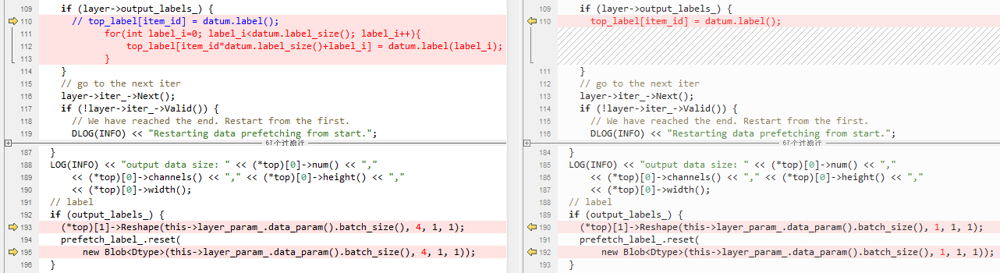 109 if (layer->output_labels_) {
110 // top_label[item_id] = datum.label();
111 for(int label_i=0; label_i<datum.label_size(); label_i++){
112 top_label[item_id*datum.label_size()+label_i] = datum.label(label_i);
113 }
114 }
115 // go to the next iter
116 layer->iter_->Next();
117 if (!layer->iter_->Valid()) {
118 // We have reached the end. Restart from the first.
119 DLOG(INFO) << "Restarting data prefetching from start.";
67个过滤行
187 }
188 LOG(INFO) << "output data size: " << (*top)[0]->num() << ","
189 << (*top)[0]->channels() << "," << (*top)[0]->height() << ","
190 << (*top)[0]->width();
191 // label
192 if (output_labels_) {
193 (*top)[1]->Reshape(this->layer_param_.data_param().batch_size(), 4, 1, 1);
194 prefetch_label_.reset(
195 new Blob<Dtype>(this->layer_param_.data_param().batch_size(), 4, 1, 1));
196 }
109 if (layer->output_labels_) {
110 top_label[item_id] = datum.label();
111 }
112 // go to the next iter
113 layer->iter_->Next();
114 if (!layer->iter_->Valid()) {
115 // We have reached the end. Restart from the first.
116 DLOG(INFO) << "Restarting data prefetching from start.";
67个过滤行
184 }
185 LOG(INFO) << "output data size: " << (*top)[0]->num() << ","
186 << (*top)[0]->channels() << "," << (*top)[0]->height() << ","
187 << (*top)[0]->width();
188 // label
189 if (output_labels_) {
190 (*top)[1]->Reshape(this->layer_param_.data_param().batch_size(), 1, 1, 1);
191 prefetch_label_.reset(
192 new Blob<Dtype>(this->layer_param_.data_param().batch_size(), 1, 1, 1));
193 }